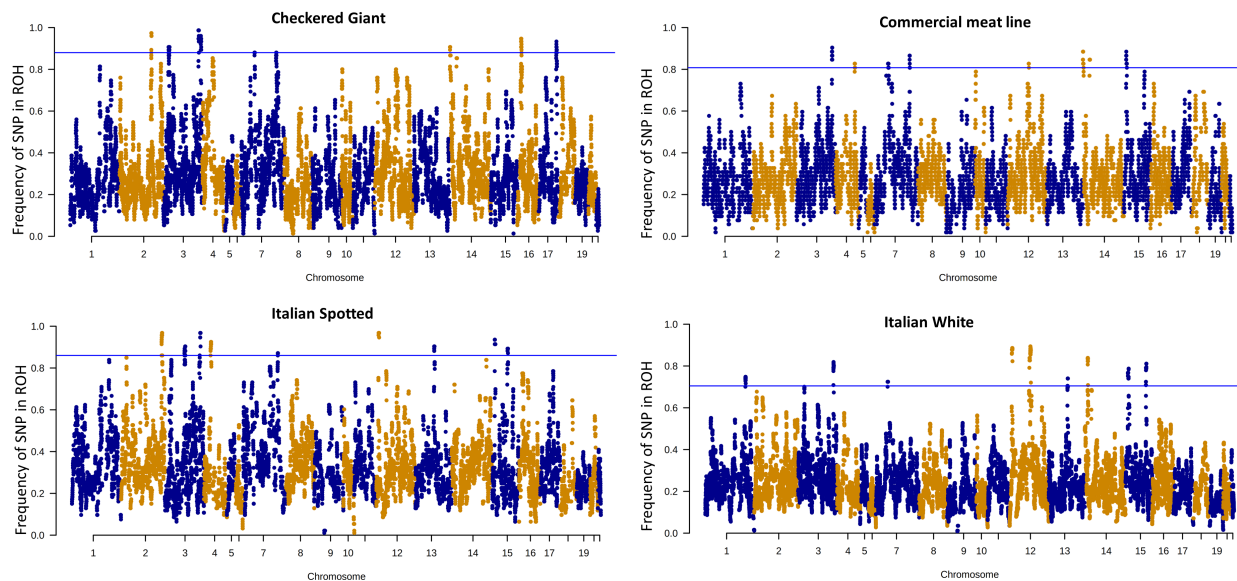 Checkered Giant
Frequency of SNP in ROH
1.0
0.8
0.6
0.4
0.2
0.0
1 2 3 4 5 7 8 9 10 12 13 14 15 16 17 19
Chromosome
Commercial meat line
Frequency of SNP in ROH
1.0
0.8
0.6
0.4
0.2
0.0
1 2 3 4 5 7 8 9 10 12 13 14 15 16 17 19
Chromosome
Italian Spotted
Frequency of SNP in ROH
1.0
0.8
0.6
0.4
0.2
0.0
1 2 3 4 5 7 8 9 10 12 13 14 15 16 17 19
Chromosome
Italian White
Frequency of SNP in ROH
1.0
0.8
0.6
0.4
0.2
0.0
1 2 3 4 5 7 8 9 10 12 13 14 15 16 17 18 19
Chromosome